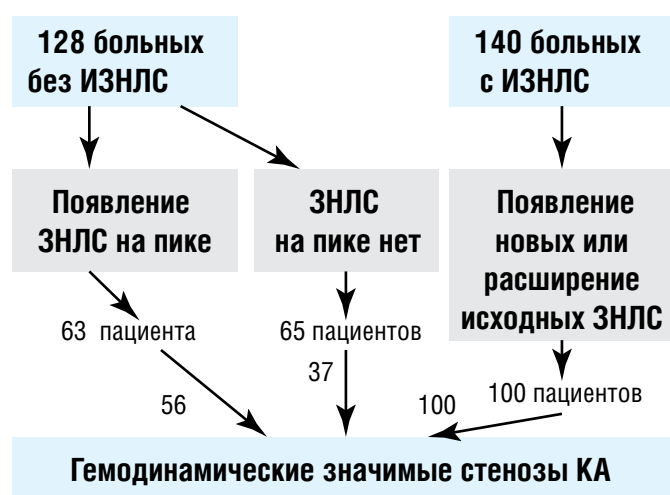 128 больных
без ИЗНЛС
140 больных
с ИЗНЛС
Появление
ЗНЛС на пике
ЗНЛС
на пике нет
Появление
новых или
расширение
исходных ЗНЛС
63 пациента
65 пациентов
100 пациентов
56
37
100
Гемодинамические значимые стенозы КА